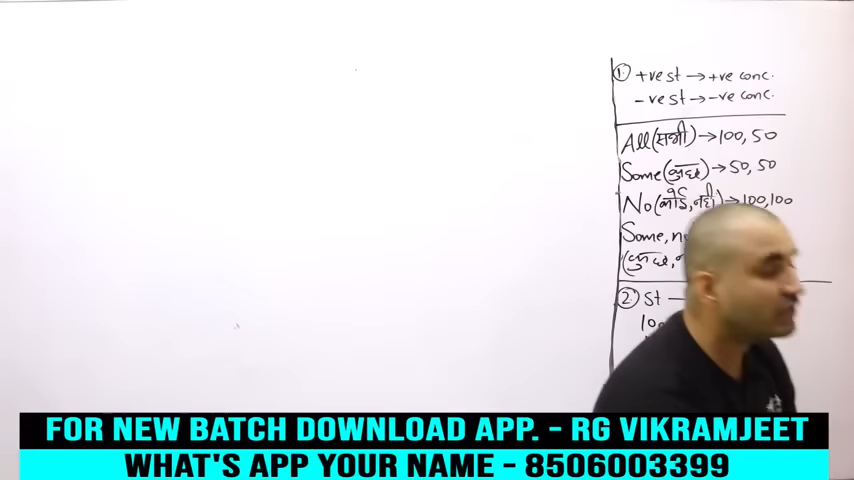 ① +ve st → +ve conc.
- ve st → -ve conc.
All (सभी) → 100, 50
Some (कुछ) → 50, 50
No (कोई, नहीं) → 100, 100
Some, n
(कुछ,
② St —
100
FOR NEW BATCH DOWNLOAD APP. - RG VIKRAMJEET
WHAT'S APP YOUR NAME - 8506003399